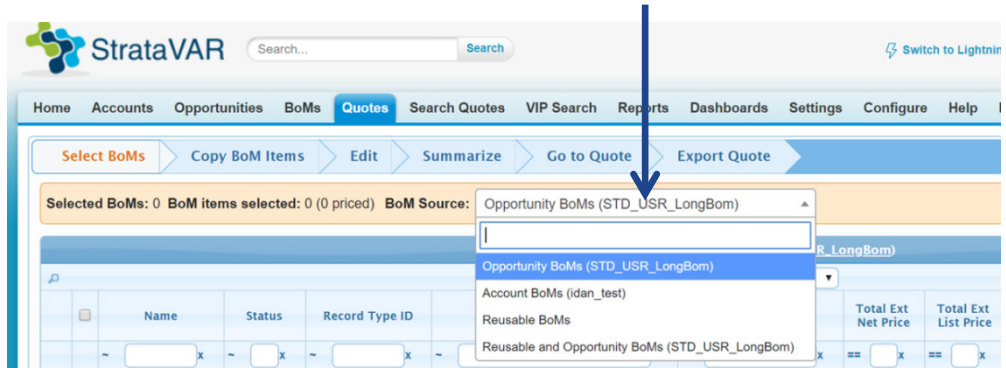 StrataVAR Search... Search Switch to Lightnin
Home Accounts Opportunities BoMs Quotes Search Quotes VIP Search Reports Dashboards Settings Configure Help
Select BoMs Copy BoM Items Edit Summarize Go to Quote Export Quote
Selected BoMs: 0 BoM items selected: 0 (0 priced) BoM Source: Opportunity BoMs (STD_USR_LongBom)
R_LongBom)
Opportunity BoMs (STD_USR_LongBom)
Account BoMs (idan_test)
Reusable BoMs
Reusable and Opportunity BoMs (STD_USR_LongBom)
Name Status Record Type ID Total Ext Net Price Total Ext List Price
~ x ~ x ~ x ~ x == x == x